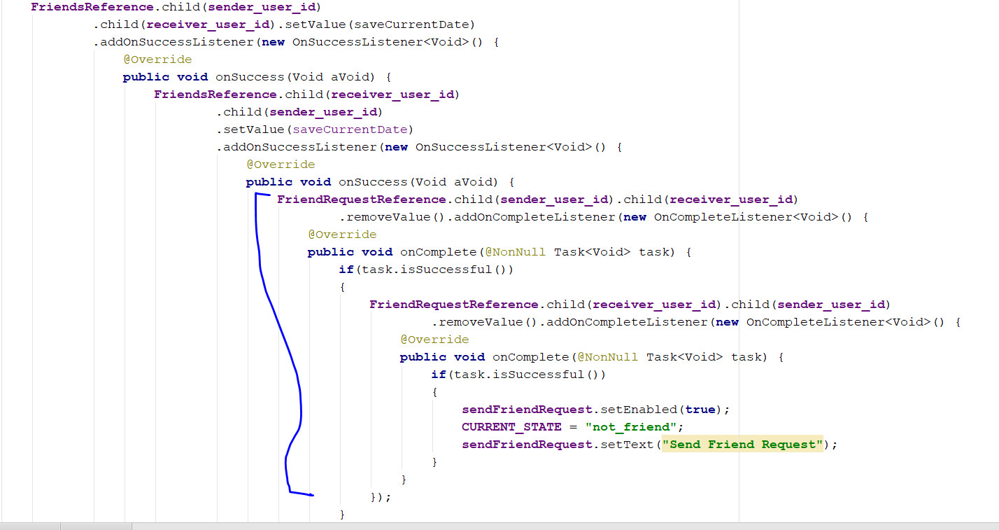 FriendsReference.child(sender_user_id)
.child(receiver_user_id).setValue(saveCurrentDate)
.addOnSuccessListener(new OnSuccessListener<Void>() {
@Override
public void onSuccess(Void aVoid) {
FriendsReference.child(receiver_user_id)
.child(sender_user_id)
.setValue(saveCurrentDate)
.addOnSuccessListener(new OnSuccessListener<Void>() {
@Override
public void onSuccess(Void aVoid) {
FriendRequestReference.child(sender_user_id).child(receiver_user_id)
.removeValue().addOnCompleteListener(new OnCompleteListener<Void>() {
@Override
public void onComplete(@NonNull Task<Void> task) {
if(task.isSuccessful())
{
FriendRequestReference.child(receiver_user_id).child(sender_user_id)
.removeValue().addOnCompleteListener(new OnCompleteListener<Void>() {
@Override
public void onComplete(@NonNull Task<Void> task) {
if(task.isSuccessful())
{
sendFriendRequest.setEnabled(true);
CURRENT_STATE = "not_friend";
sendFriendRequest.setText("Send Friend Request");
}
}
});
}